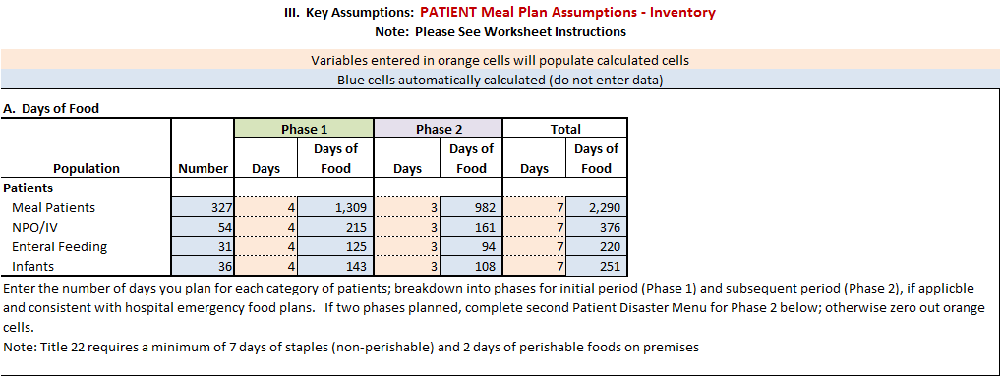 III. Key Assumptions: PATIENT Meal Plan Assumptions - Inventory
Note: Please See Worksheet Instructions
Variables entered in orange cells will populate calculated cells
Blue cells automatically calculated (do not enter data)
A. Days of Food
Phase 1 Phase 2 Total
Population Number Days Days of Food Days Days of Food Days Days of Food
Patients
Meal Patients 327 4 1,309 3 982 7 2,290
NPO/IV 54 4 215 3 161 7 376
Enteral Feeding 31 4 125 3 94 7 220
Infants 36 4 143 3 108 7 251
Enter the number of days you plan for each category of patients; breakdown into phases for initial period (Phase 1) and subsequent period (Phase 2), if applicble
and consistent with hospital emergency food plans. If two phases planned, complete second Patient Disaster Menu for Phase 2 below; otherwise zero out orange
cells.
Note: Title 22 requires a minimum of 7 days of staples (non-perishable) and 2 days of perishable foods on premises